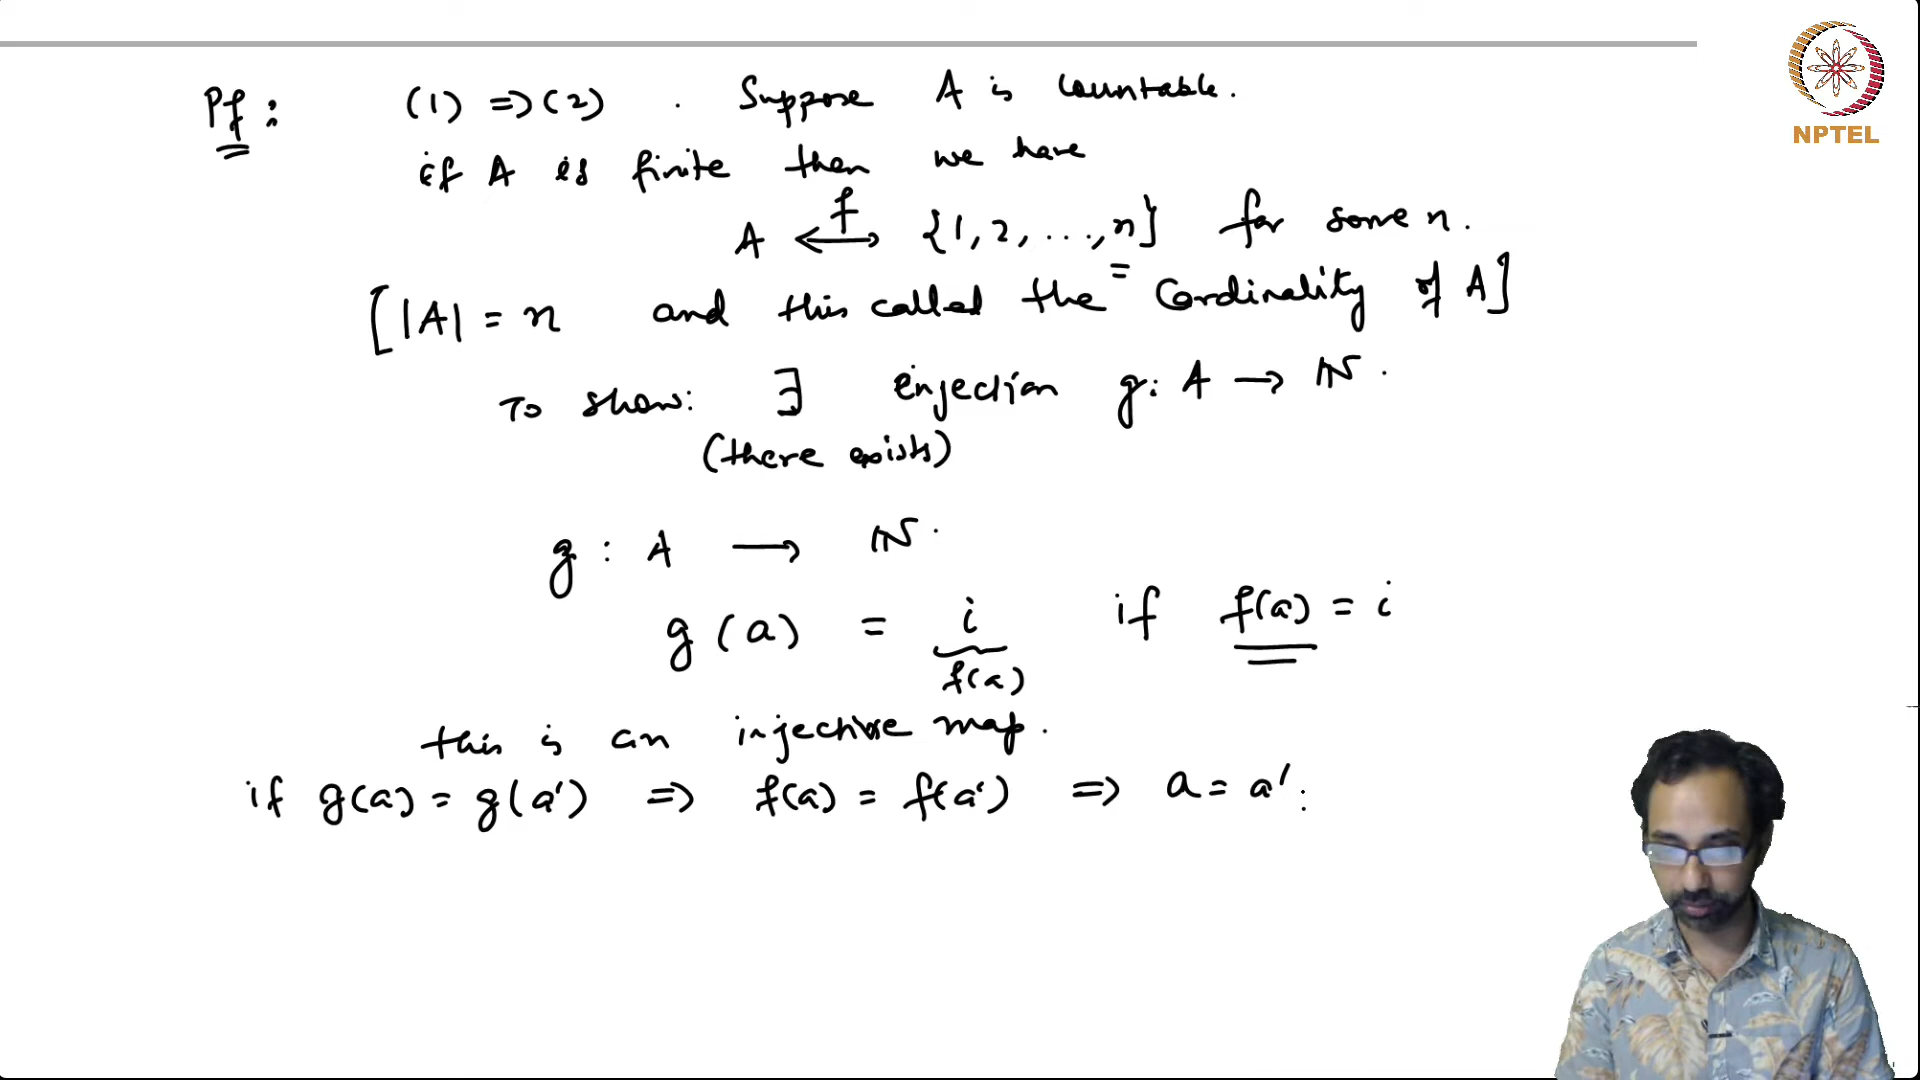 Pf: (1) => (2) . Suppose A is countable.
if A is finite then we have
A <-f-> {1, 2, ..., n} for some n.
[|A| = n and this called the Cardinality of A]
To show: ∃ injection g: A → ℕ.
(there exists)
g : A → ℕ.
g(a) = i if f(a) = i
f(a)
this is an injective map.
if g(a) = g(a') => f(a) = f(a') => a = a'.
NPTEL